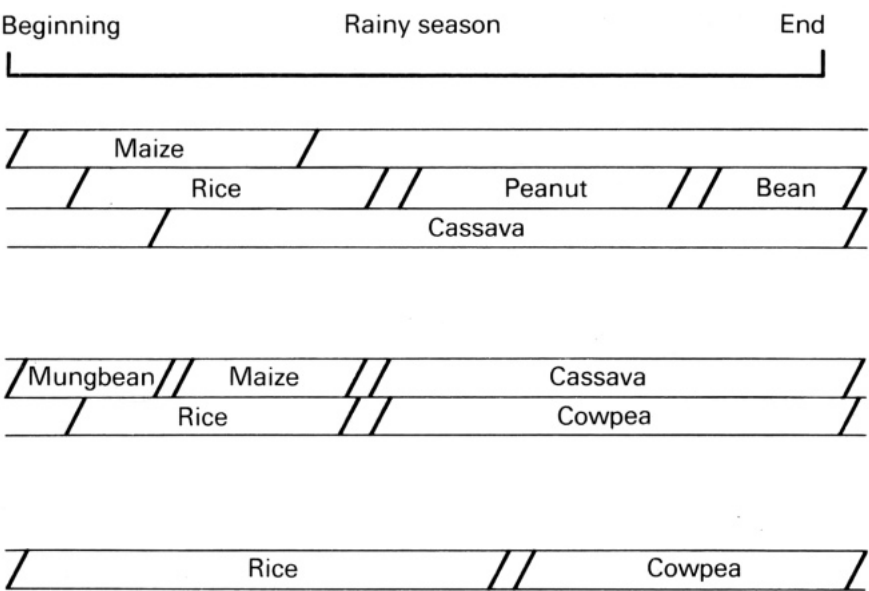 Beginning Rainy season End
Maize
Rice Peanut Bean
Cassava
Mungbean Maize Cassava
Rice Cowpea
Rice Cowpea